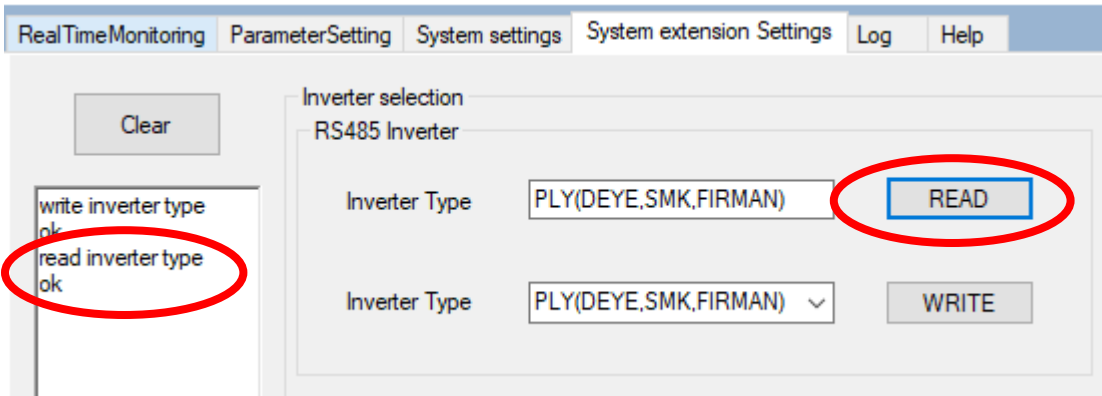 RealTimeMonitoring ParameterSetting System settings System extension Settings Log Help
Clear
write inverter type
ok
read inverter type
ok
Inverter selection
RS485 Inverter
Inverter Type PLY(DEYE,SMK,FIRMAN) READ
Inverter Type PLY(DEYE,SMK,FIRMAN) WRITE